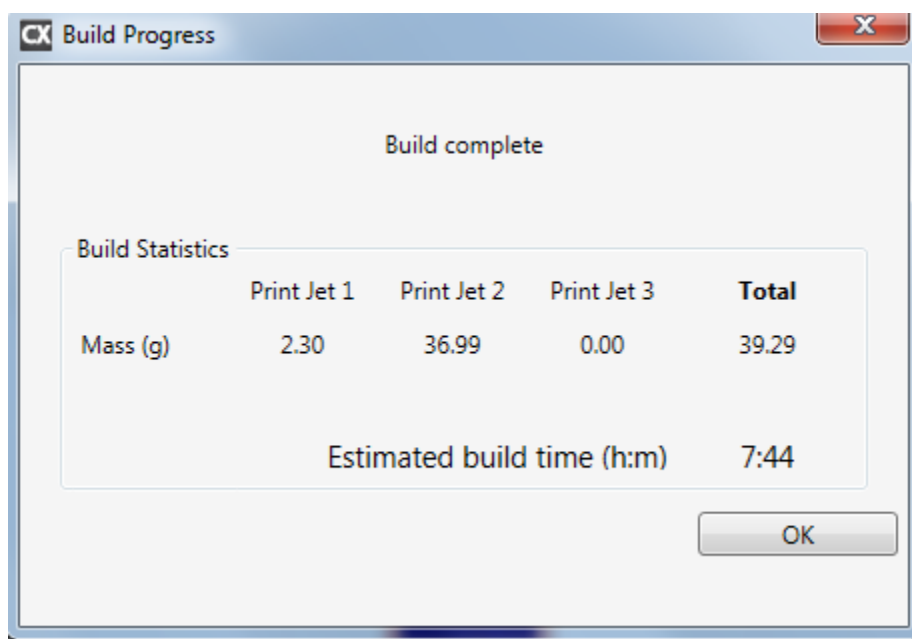 CX Build Progress
Build complete
Build Statistics
Print Jet 1 Print Jet 2 Print Jet 3 Total
Mass (g) 2.30 36.99 0.00 39.29
Estimated build time (h:m) 7:44
OK